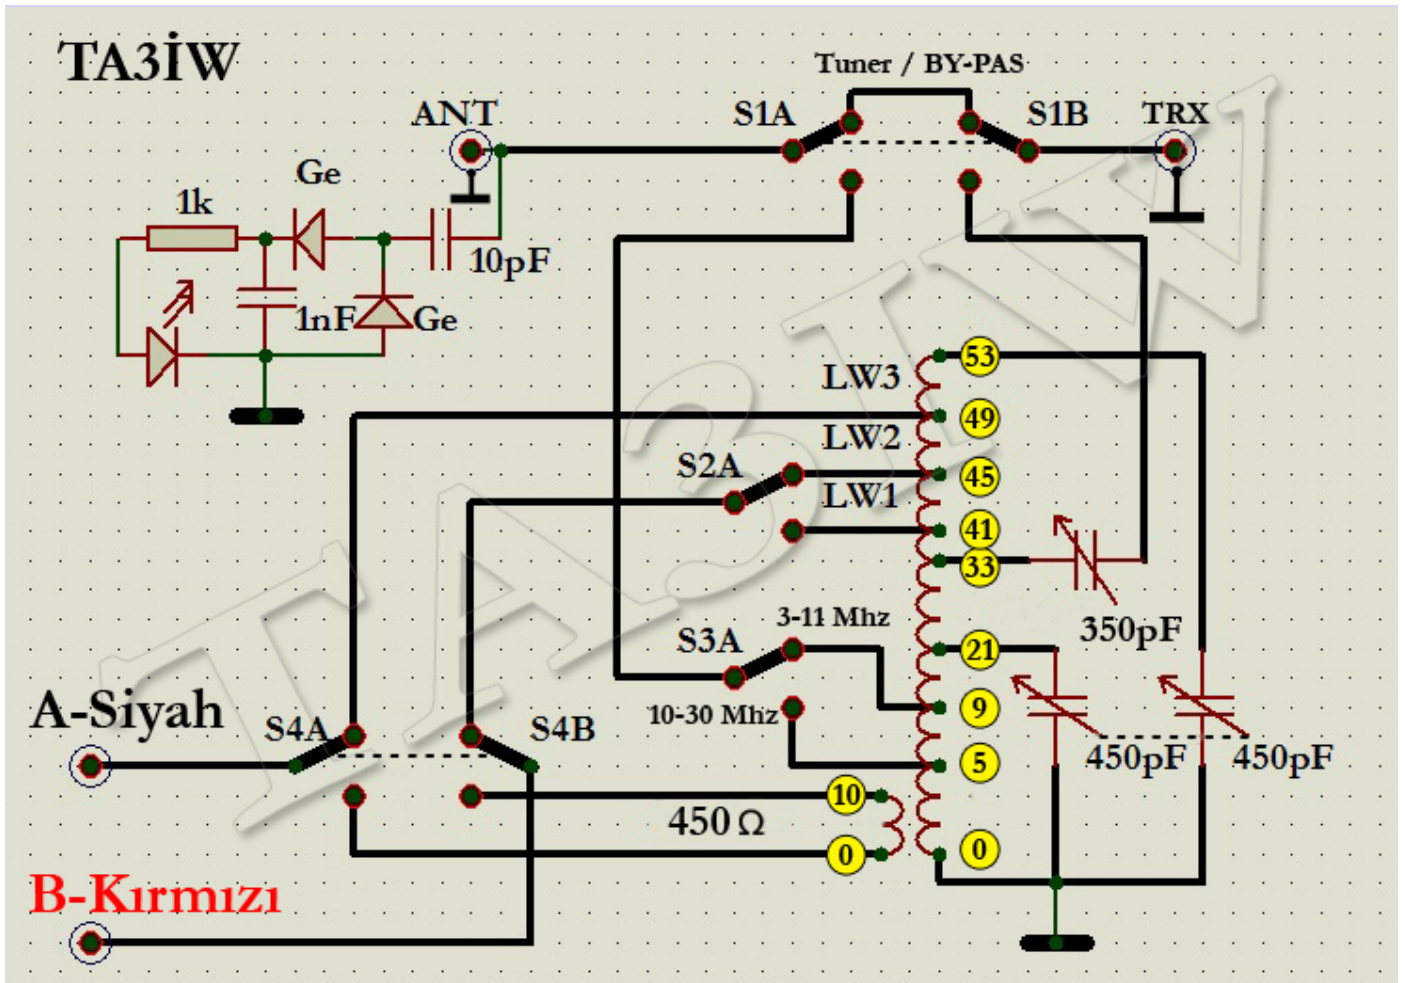 TA3İW
Tuner / BY-PAS
ANT
S1A
S1B
TRX
Ge
1k
10pF
1nF
Ge
53
LW3
49
LW2
S2A
45
LW1
41
33
3-11 Mhz
350pF
S3A
21
A-Siyah
10-30 Mhz
9
S4A
S4B
5
450pF
450pF
10
450 Ω
0
0
B-Kırmızı
TA3IW